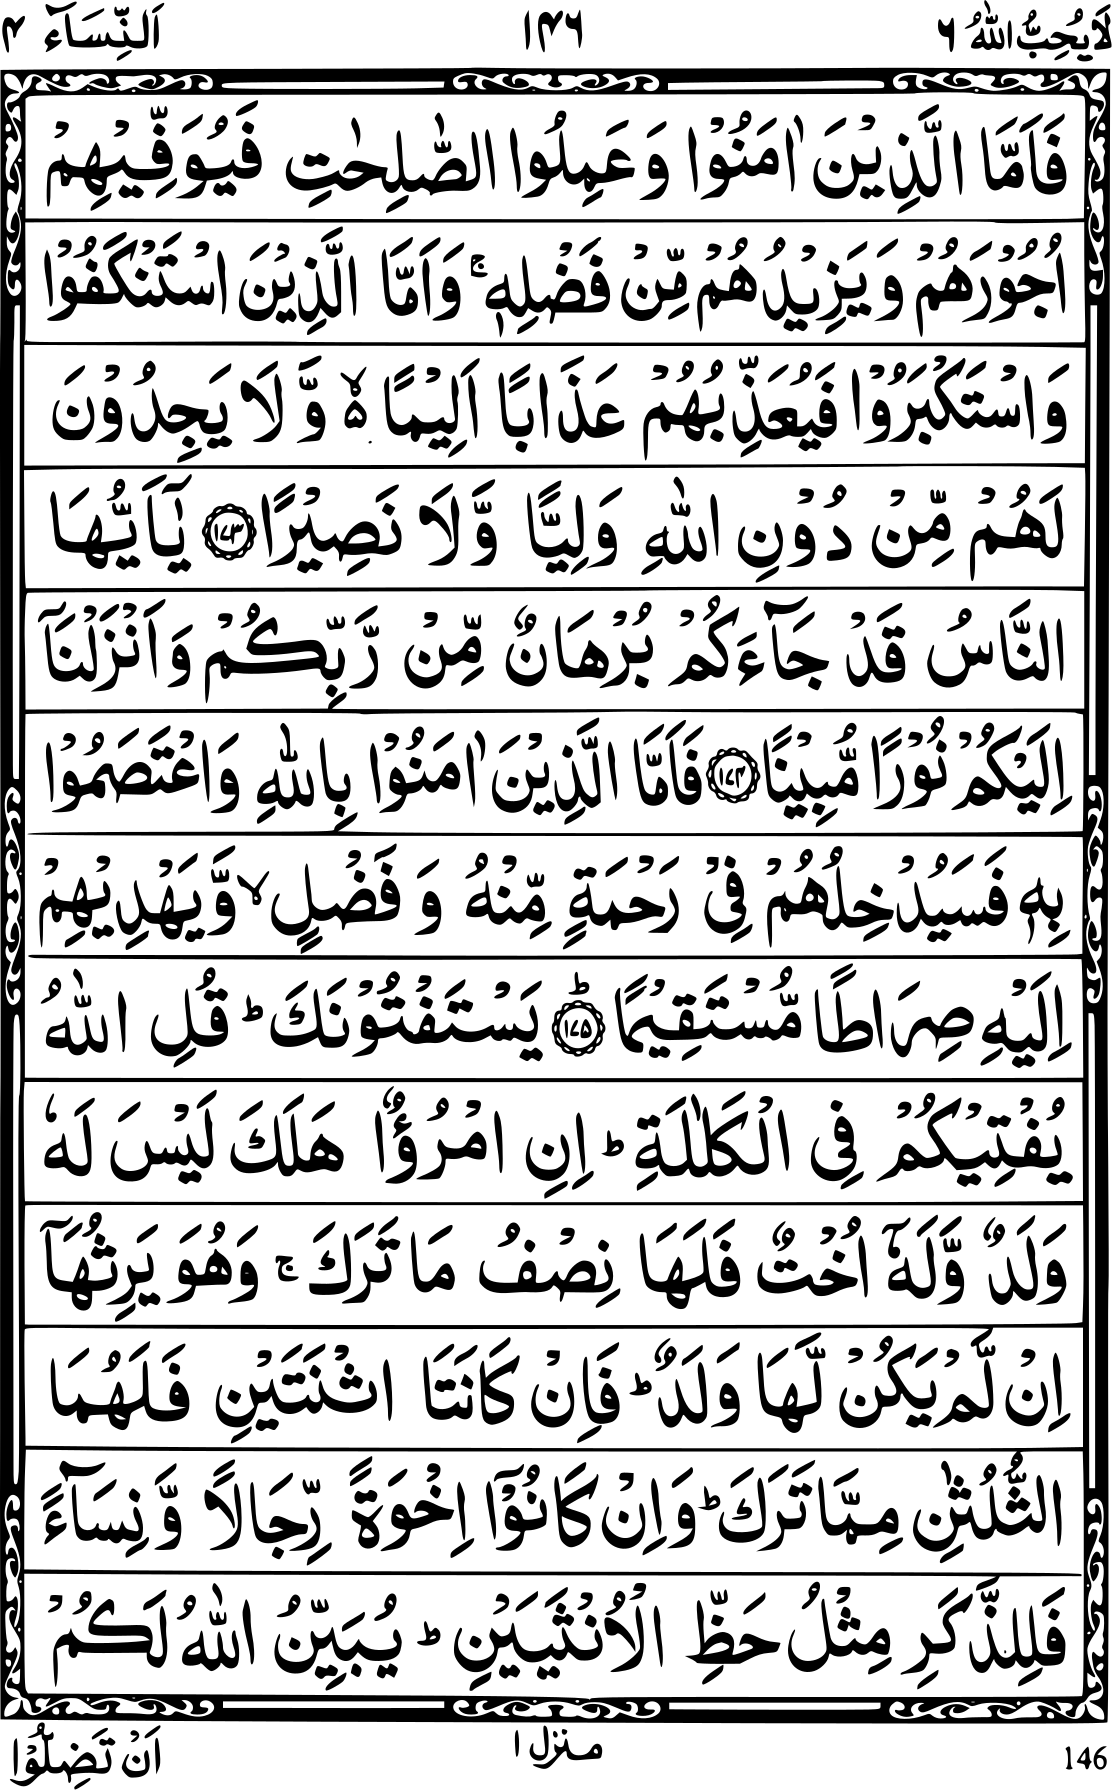 لَا يُحِبُّ اللّٰهُ ٦
١٤٦
اَلنِّسَآء ٤
فَاَمَّا الَّذِيْنَ اٰمَنُوْا وَعَمِلُوا الصّٰلِحٰتِ فَيُوَفِّيْهِمْ
اُجُوْرَهُمْ وَيَزِيْدُهُمْ مِّنْ فَضْلِهٖ ۚ وَاَمَّا الَّذِيْنَ اسْتَنْكَفُوْا
وَاسْتَكْبَرُوْا فَيُعَذِّبُهُمْ عَذَابًا اَلِيْمًا ۙ۵ وَّلَا يَجِدُوْنَ
لَهُمْ مِّنْ دُوْنِ اللّٰهِ وَلِيًّا وَّلَا نَصِيْرًا ﴿١٧٣﴾ يٰٓاَيُّهَا
النَّاسُ قَدْ جَآءَكُمْ بُرْهَانٌ مِّنْ رَّبِّكُمْ وَاَنْزَلْنَآ
اِلَيْكُمْ نُوْرًا مُّبِيْنًا ﴿١٧٤﴾ فَاَمَّا الَّذِيْنَ اٰمَنُوْا بِاللّٰهِ وَاعْتَصَمُوْا
بِهٖ فَسَيُدْخِلُهُمْ فِيْ رَحْمَةٍ مِّنْهُ وَفَضْلٍ ۙ وَّيَهْدِيْهِمْ
اِلَيْهِ صِرَاطًا مُّسْتَقِيْمًا ؕ﴿١٧٥﴾ يَسْتَفْتُوْنَكَ ؕ قُلِ اللّٰهُ
يُفْتِيْكُمْ فِي الْكَلٰلَةِ ؕ اِنِ امْرُؤٌا هَلَكَ لَيْسَ لَهٗ
وَلَدٌ وَّلَهٗٓ اُخْتٌ فَلَهَا نِصْفُ مَا تَرَكَ ۚ وَهُوَ يَرِثُهَآ
اِنْ لَّمْ يَكُنْ لَّهَا وَلَدٌ ؕ فَاِنْ كَانَتَا اثْنَتَيْنِ فَلَهُمَا
الثُّلُثٰنِ مِمَّا تَرَكَ ؕ وَاِنْ كَانُوْٓا اِخْوَةً رِّجَالًا وَّنِسَآءً
فَلِلذَّكَرِ مِثْلُ حَظِّ الْاُنْثَيَيْنِ ؕ يُبَيِّنُ اللّٰهُ لَكُمْ
146
منزل ١
اَنْ تَضِلُّوْا